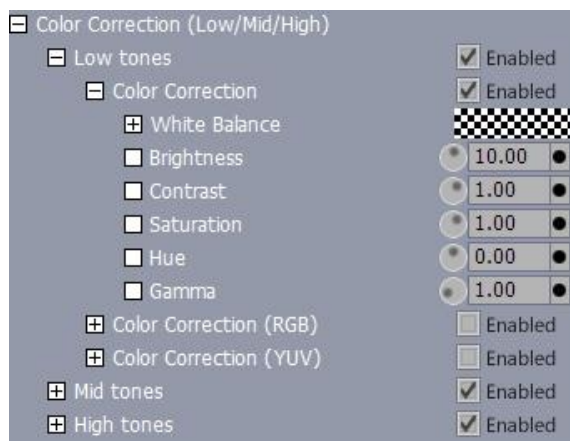 Color Correction (Low/Mid/High)
Low tones Enabled
Color Correction Enabled
White Balance
Brightness 10.00
Contrast 1.00
Saturation 1.00
Hue 0.00
Gamma 1.00
Color Correction (RGB) Enabled
Color Correction (YUV) Enabled
Mid tones Enabled
High tones Enabled